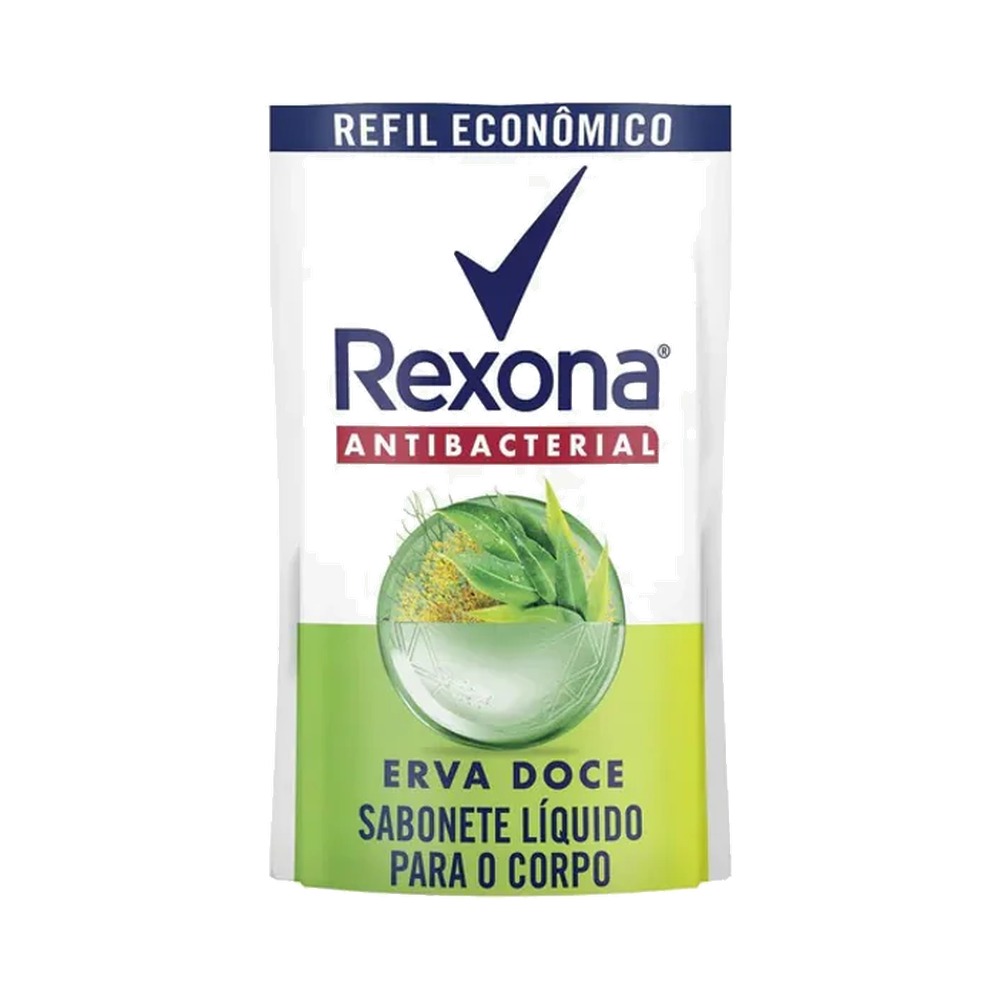 REFIL ECONÔMICO
Rexona®
ANTIBACTERIAL
ERVA DOCE
SABONETE LÍQUIDO
PARA O CORPO